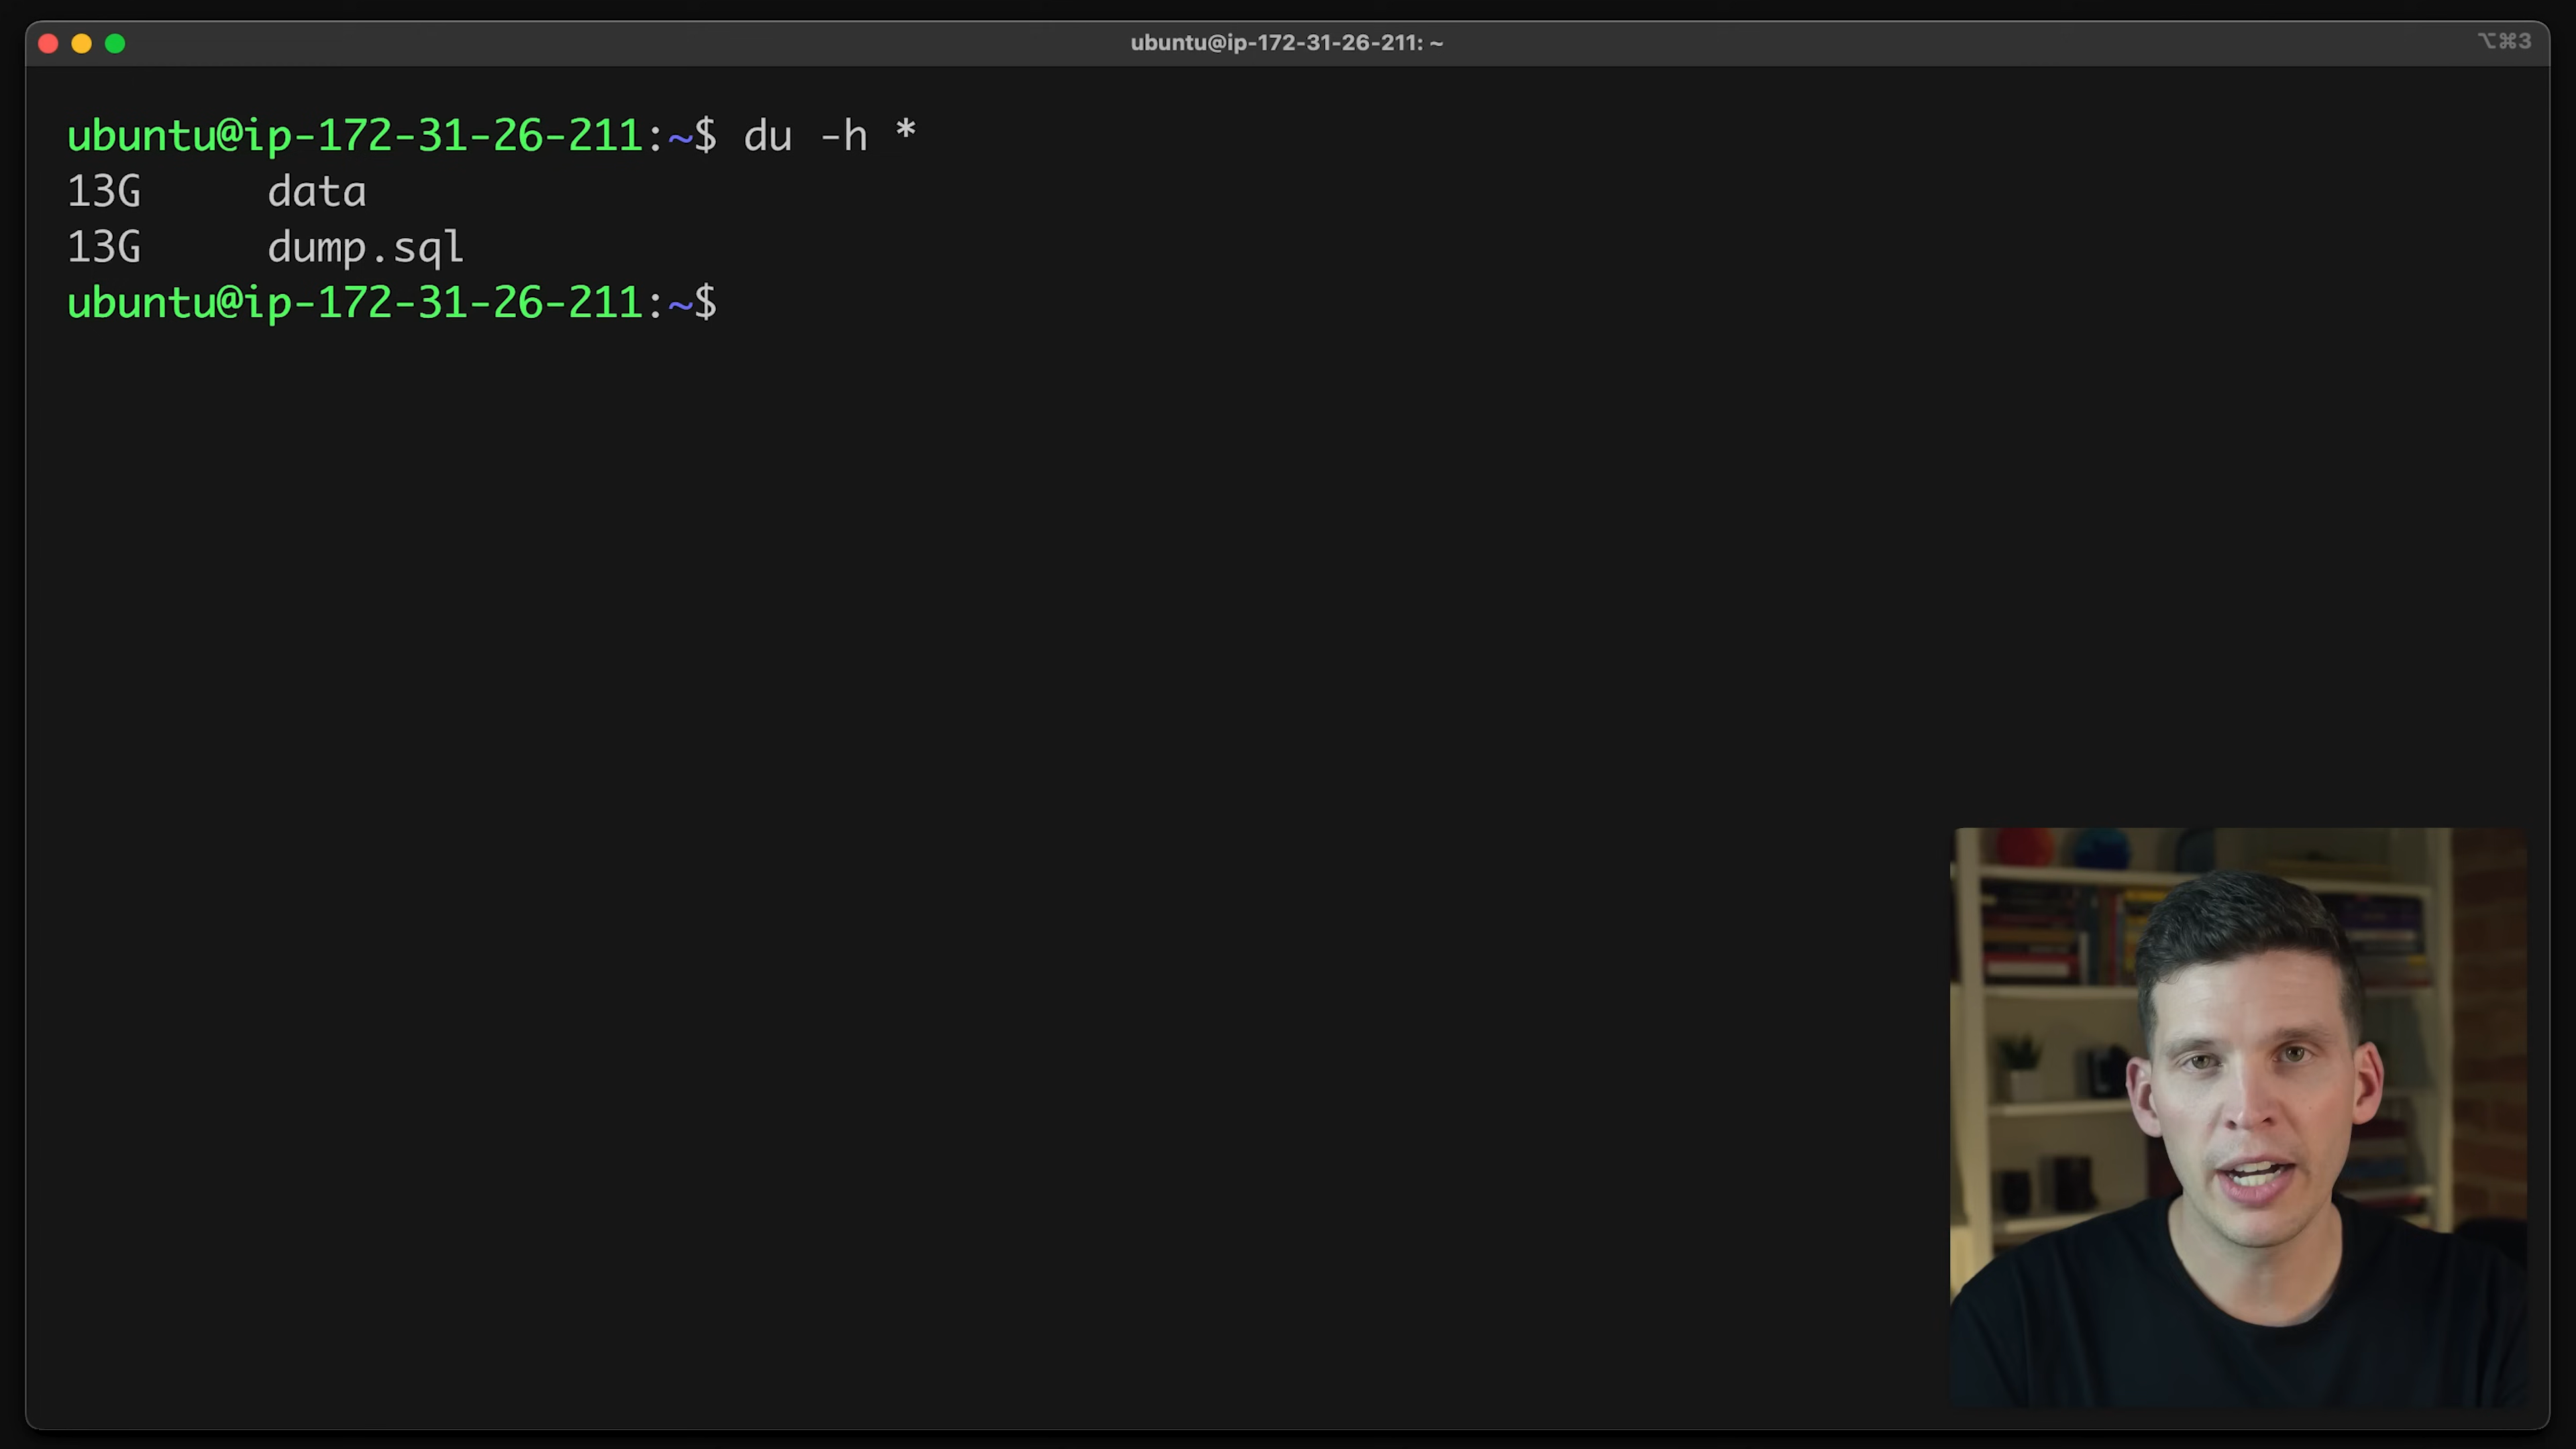 ubuntu@ip-172-31-26-211: ~
⌥⌘3
ubuntu@ip-172-31-26-211:~$ du -h *
13G     data
13G     dump.sql
ubuntu@ip-172-31-26-211:~$